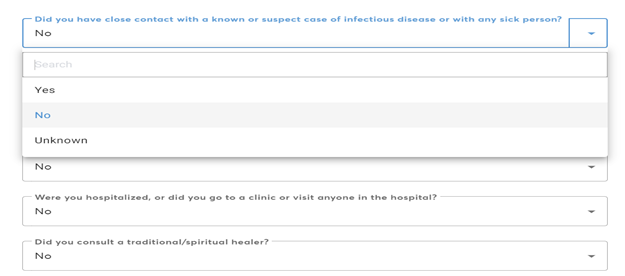 Did you have close contact with a known or suspect case of infectious disease or with any sick person?
No
Search
Yes
No
Unknown
No
Were you hospitalized, or did you go to a clinic or visit anyone in the hospital?
No
Did you consult a traditional/spiritual healer?
No